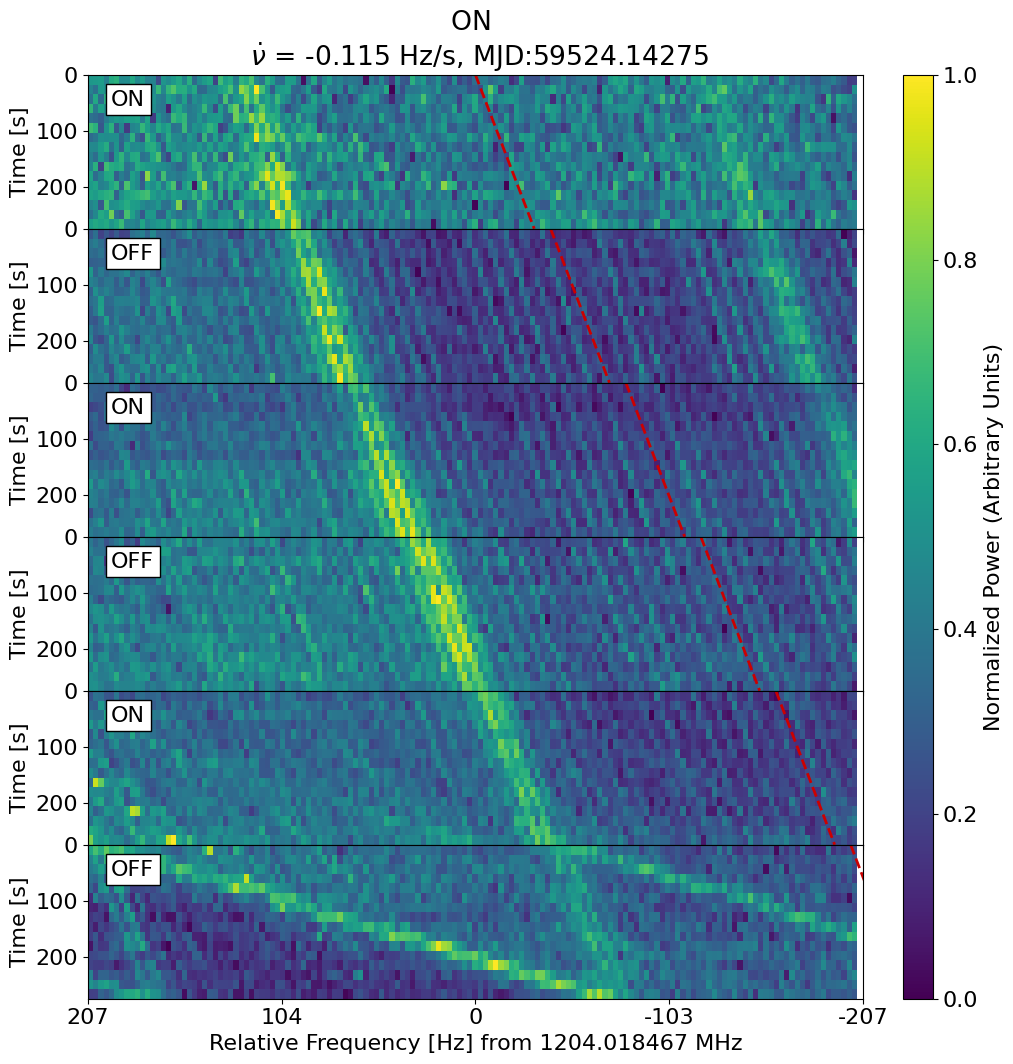 ON
ν̇ = -0.115 Hz/s, MJD:59524.14275
0
ON
100
200
Time [s]
0
OFF
100
200
Time [s]
0
ON
100
200
Time [s]
0
OFF
100
200
Time [s]
0
ON
100
200
Time [s]
0
OFF
100
200
Time [s]
207 104 0 -103 -207
Relative Frequency [Hz] from 1204.018467 MHz
1.0
0.8
0.6
0.4
0.2
0.0
Normalized Power (Arbitrary Units)